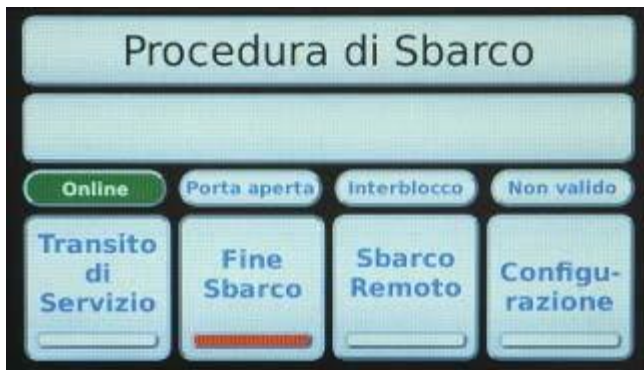 Procedura di Sbarco
Online
Porta aperta
Interblocco
Non valido
Transito
di
Servizio
Fine
Sbarco
Sbarco
Remoto
Configu-
razione